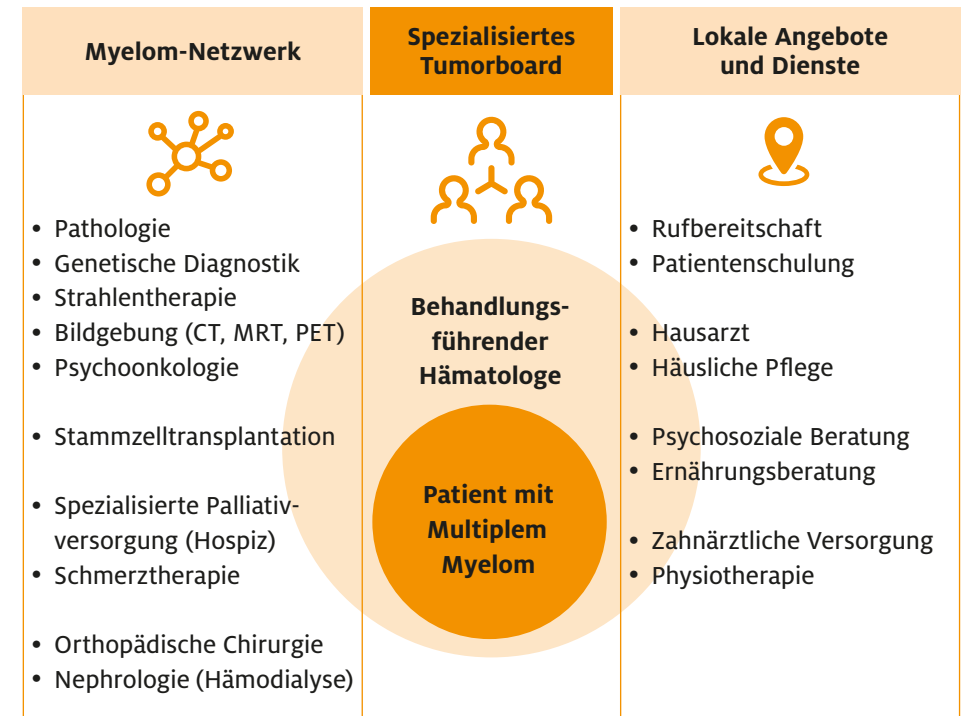 Myelom-Netzwerk
• Pathologie
• Genetische Diagnostik
• Strahlentherapie
• Bildgebung (CT, MRT, PET)
• Psychoonkologie
• Stammzelltransplantation
• Spezialisierte Palliativ-
versorgung (Hospiz)
• Schmerztherapie
• Orthopädische Chirurgie
• Nephrologie (Hämodialyse)
Spezialisiertes
Tumorboard
Behandlungs-
führender
Hämatologe
Patient mit
Multiplem
Myelom
Lokale Angebote
und Dienste
• Rufbereitschaft
• Patientenschulung
• Hausarzt
• Häusliche Pflege
• Psychosoziale Beratung
• Ernährungsberatung
• Zahnärztliche Versorgung
• Physiotherapie